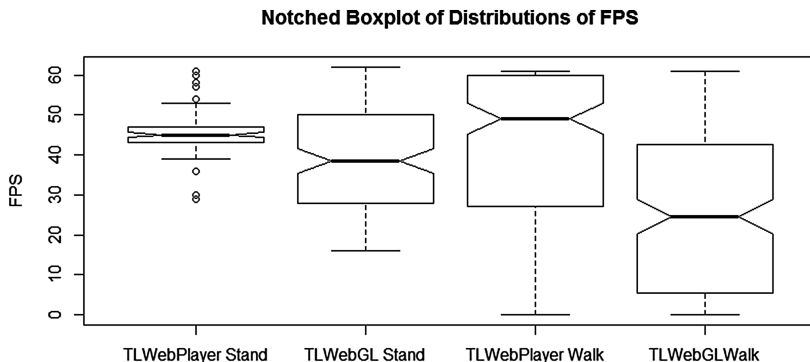 Notched Boxplot of Distributions of FPS
FPS
60
50
40
30
20
10
0
TLWebPlayer Stand
TLWebGL Stand
TLWebPlayer Walk
TLWebGLWalk